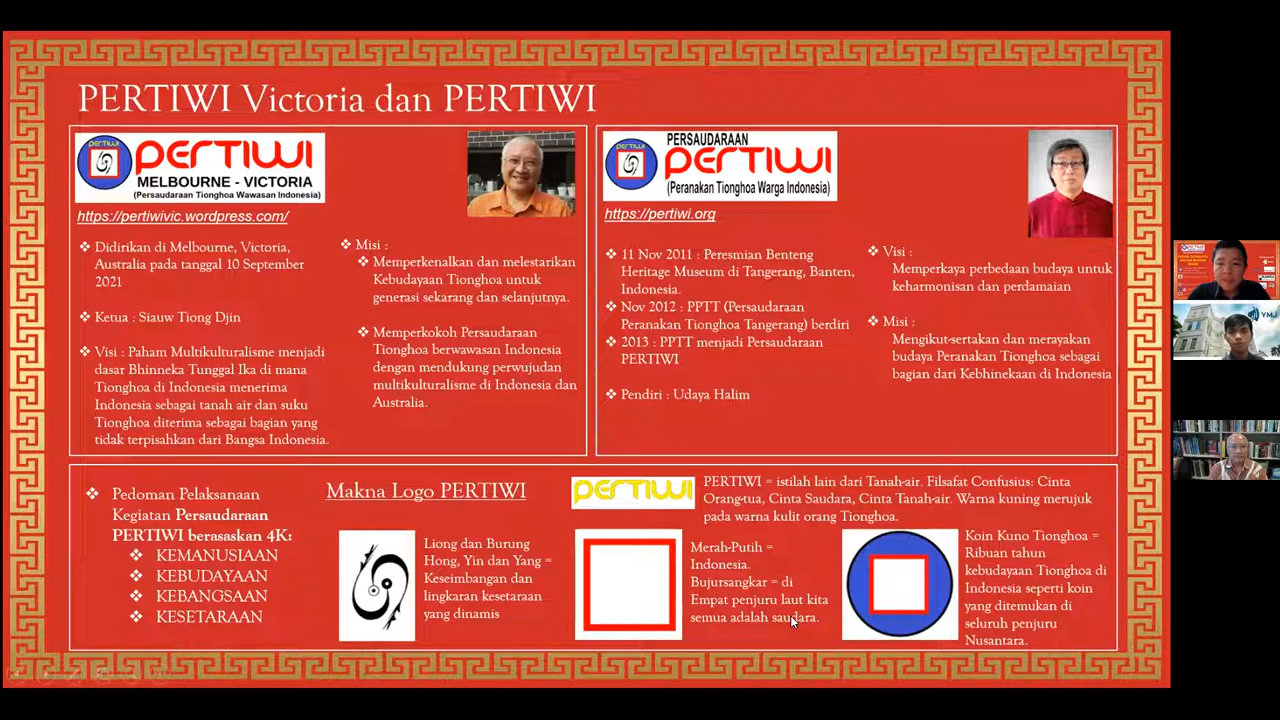 PERTIWI Victoria dan PERTIWI
PERTIWI
PERTIWI
MELBOURNE - VICTORIA
(Persaudaraan Tionghoa Wawasan Indonesia)
https://pertiwivic.wordpress.com/
❖ Didirikan di Melbourne, Victoria,
Australia pada tanggal 10 September
2021
❖ Ketua : Siauw Tiong Djin
❖ Visi : Paham Multikulturalisme menjadi
dasar Bhinneka Tunggal Ika di mana
Tionghoa di Indonesia menerima
Indonesia sebagai tanah air dan suku
Tionghoa diterima sebagai bagian yang
tidak terpisahkan dari Bangsa Indonesia.
❖ Misi :
❖ Memperkenalkan dan melestarikan
Kebudayaan Tionghoa untuk
generasi sekarang dan selanjutnya.
❖ Memperkokoh Persaudaraan
Tionghoa berwawasan Indonesia
dengan mendukung perwujudan
multikulturalisme di Indonesia dan
Australia.
PERTIWI
PERSAUDARAAN
PERTIWI
(Peranakan Tionghoa Warga Indonesia)
https://pertiwi.org
❖ 11 Nov 2011 : Peresmian Benteng
Heritage Museum di Tangerang, Banten,
Indonesia.
❖ Nov 2012 : PPTT (Persaudaraan
Peranakan Tionghoa Tangerang) berdiri
❖ 2013 : PPTT menjadi Persaudaraan
PERTIWI
❖ Pendiri : Udaya Halim
❖ Visi :
Memperkaya perbedaan budaya untuk
keharmonisan dan perdamaian
❖ Misi :
Mengikut-sertakan dan merayakan
budaya Peranakan Tionghoa sebagai
bagian dari Kebhinekaan di Indonesia
❖ Pedoman Pelaksanaan
Kegiatan Persaudaraan
PERTIWI berasaskan 4K:
❖ KEMANUSIAAN
❖ KEBUDAYAAN
❖ KEBANGSAAN
❖ KESETARAAN
Makna Logo PERTIWI
PERTIWI
PERTIWI = istilah lain dari Tanah-air. Filsafat Confusius: Cinta
Orang-tua, Cinta Saudara, Cinta Tanah-air. Warna kuning merujuk
pada warna kulit orang Tionghoa.
Liong dan Burung
Hong, Yin dan Yang =
Keseimbangan dan
lingkaran kesetaraan
yang dinamis
Merah-Putih =
Indonesia.
Bujursangkar = di
Empat penjuru laut kita
semua adalah saudara.
Koin Kuno Tionghoa =
Ribuan tahun
kebudayaan Tionghoa di
Indonesia seperti koin
yang ditemukan di
seluruh penjuru
Nusantara.
YMJ